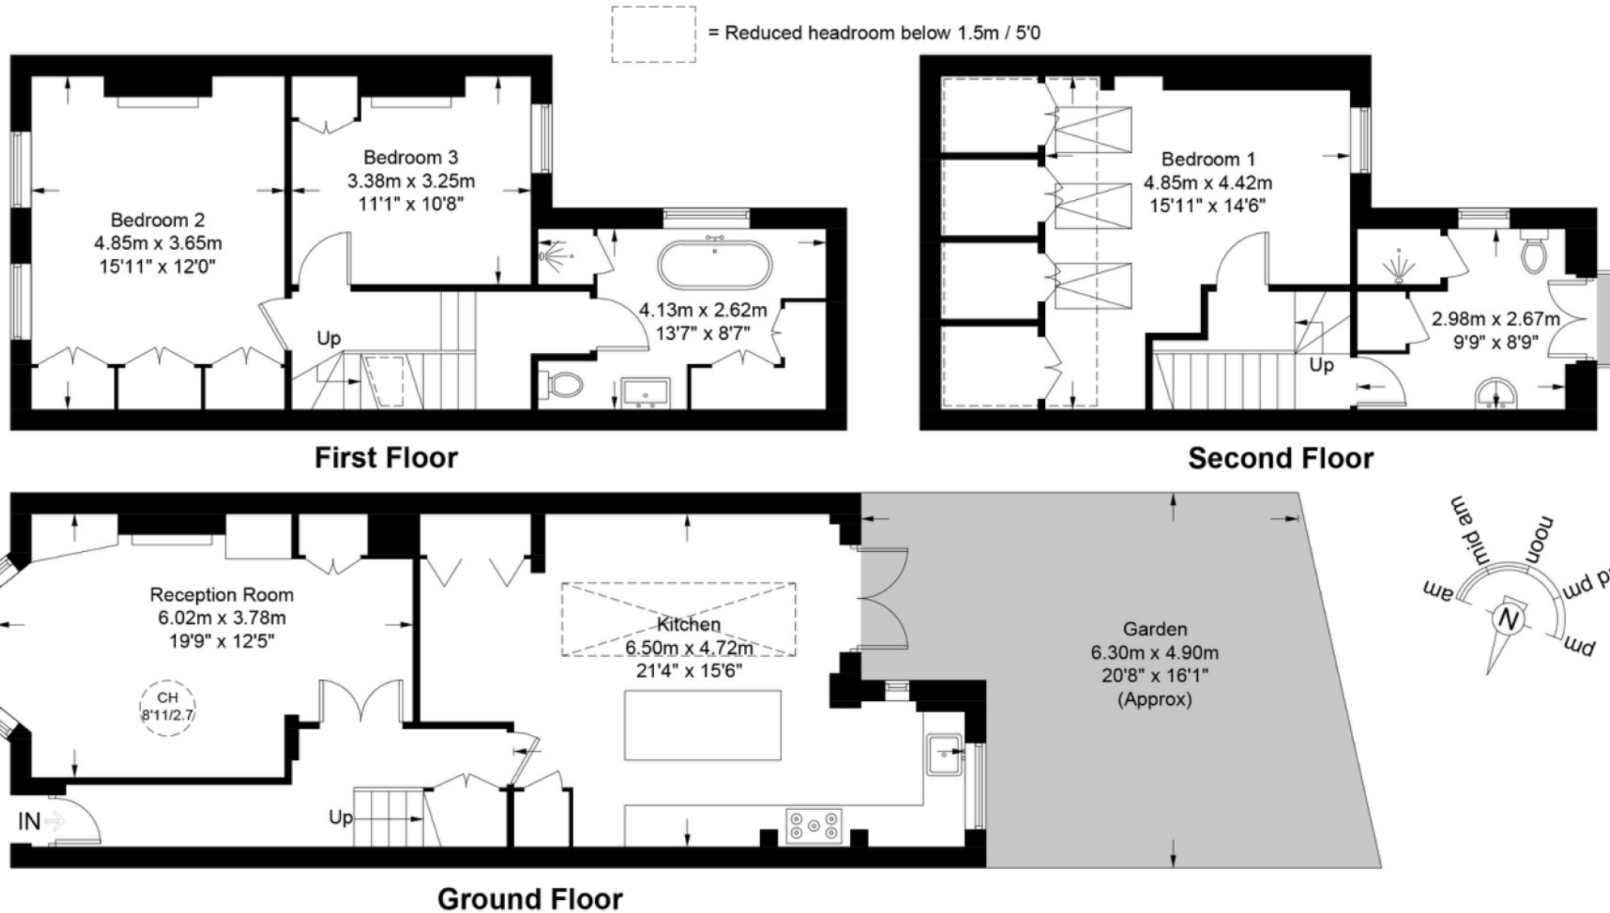 = Reduced headroom below 1.5m / 5'0
Bedroom 2
4.85m x 3.65m
15'11" x 12'0"
Bedroom 3
3.38m x 3.25m
11'1" x 10'8"
Up
4.13m x 2.62m
13'7" x 8'7"
First Floor
Bedroom 1
4.85m x 4.42m
15'11" x 14'6"
Up
2.98m x 2.67m
9'9" x 8'9"
Second Floor
Reception Room
6.02m x 3.78m
19'9" x 12'5"
CH
8'11/2.7
IN
Up
Kitchen
6.50m x 4.72m
21'4" x 15'6"
Garden
6.30m x 4.90m
20'8" x 16'1"
(Approx)
Ground Floor
am
mid am
noon
pm
pm
N